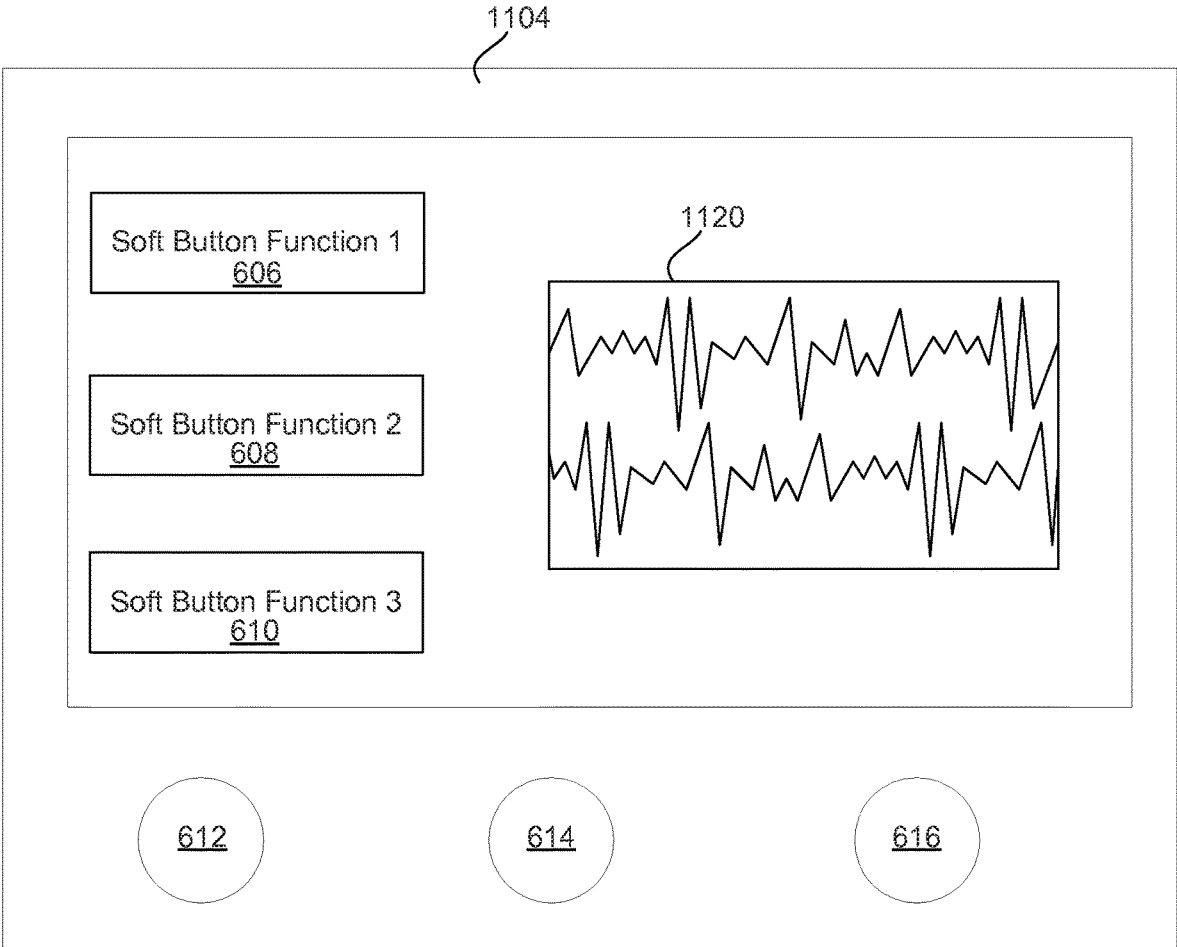 1104
Soft Button Function 1
606
1120
Soft Button Function 2
608
Soft Button Function 3
610
612
614
616